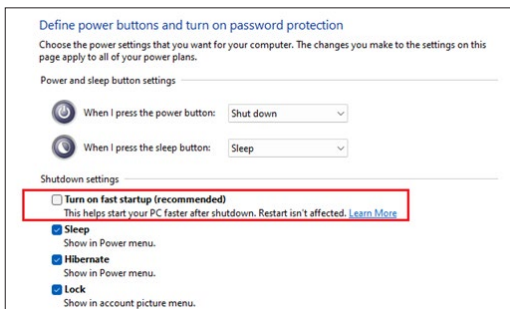 Define power buttons and turn on password protection
Choose the power settings that you want for your computer. The changes you make to the settings on this
page apply to all of your power plans.
Power and sleep button settings
When I press the power button: Shut down
When I press the sleep button: Sleep
Shutdown settings
Turn on fast startup (recommended)
This helps start your PC faster after shutdown. Restart isn't affected. Learn More
Sleep
Show in Power menu.
Hibernate
Show in Power menu.
Lock
Show in account picture menu.